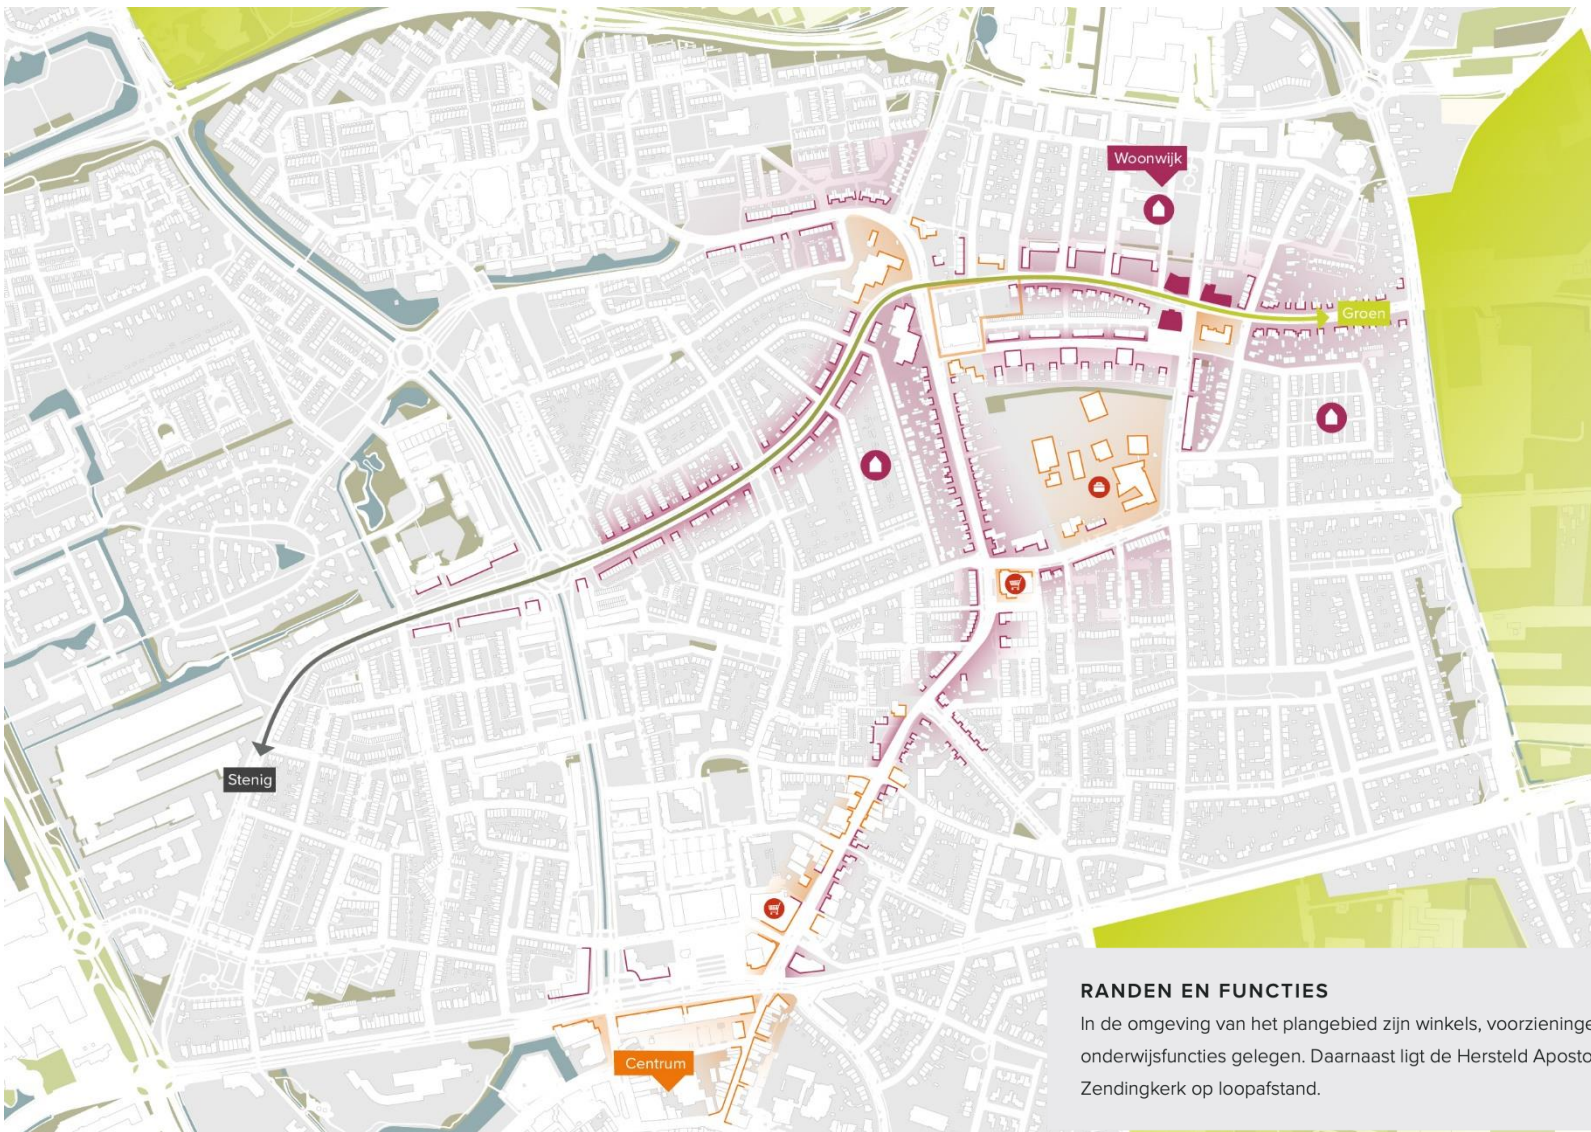 Woonwijk
Groen
Stenig
Centrum
RANDEN EN FUNCTIES
In de omgeving van het plangebied zijn winkels, voorzieninge
onderwijsfuncties gelegen. Daarnaast ligt de Hersteld Aposto
Zendingkerk op loopafstand.